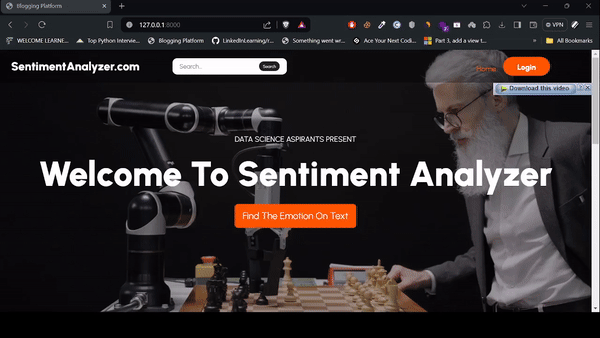 Blogging Platform
127.0.0.1:8000
VPN
WELCOME LEARNE...
Top Python Intervie...
Blogging Platform
LinkedInLearning/r...
Something went wr...
Ace Your Next Codi...
Part 3, add a view t...
All Bookmarks
SentimentAnalyzer.com
Search...
Search
Home
Login
Download this video
DATA SCIENCE ASPIRANTS PRESENT
Welcome To Sentiment Analyzer
Find The Emotion On Text